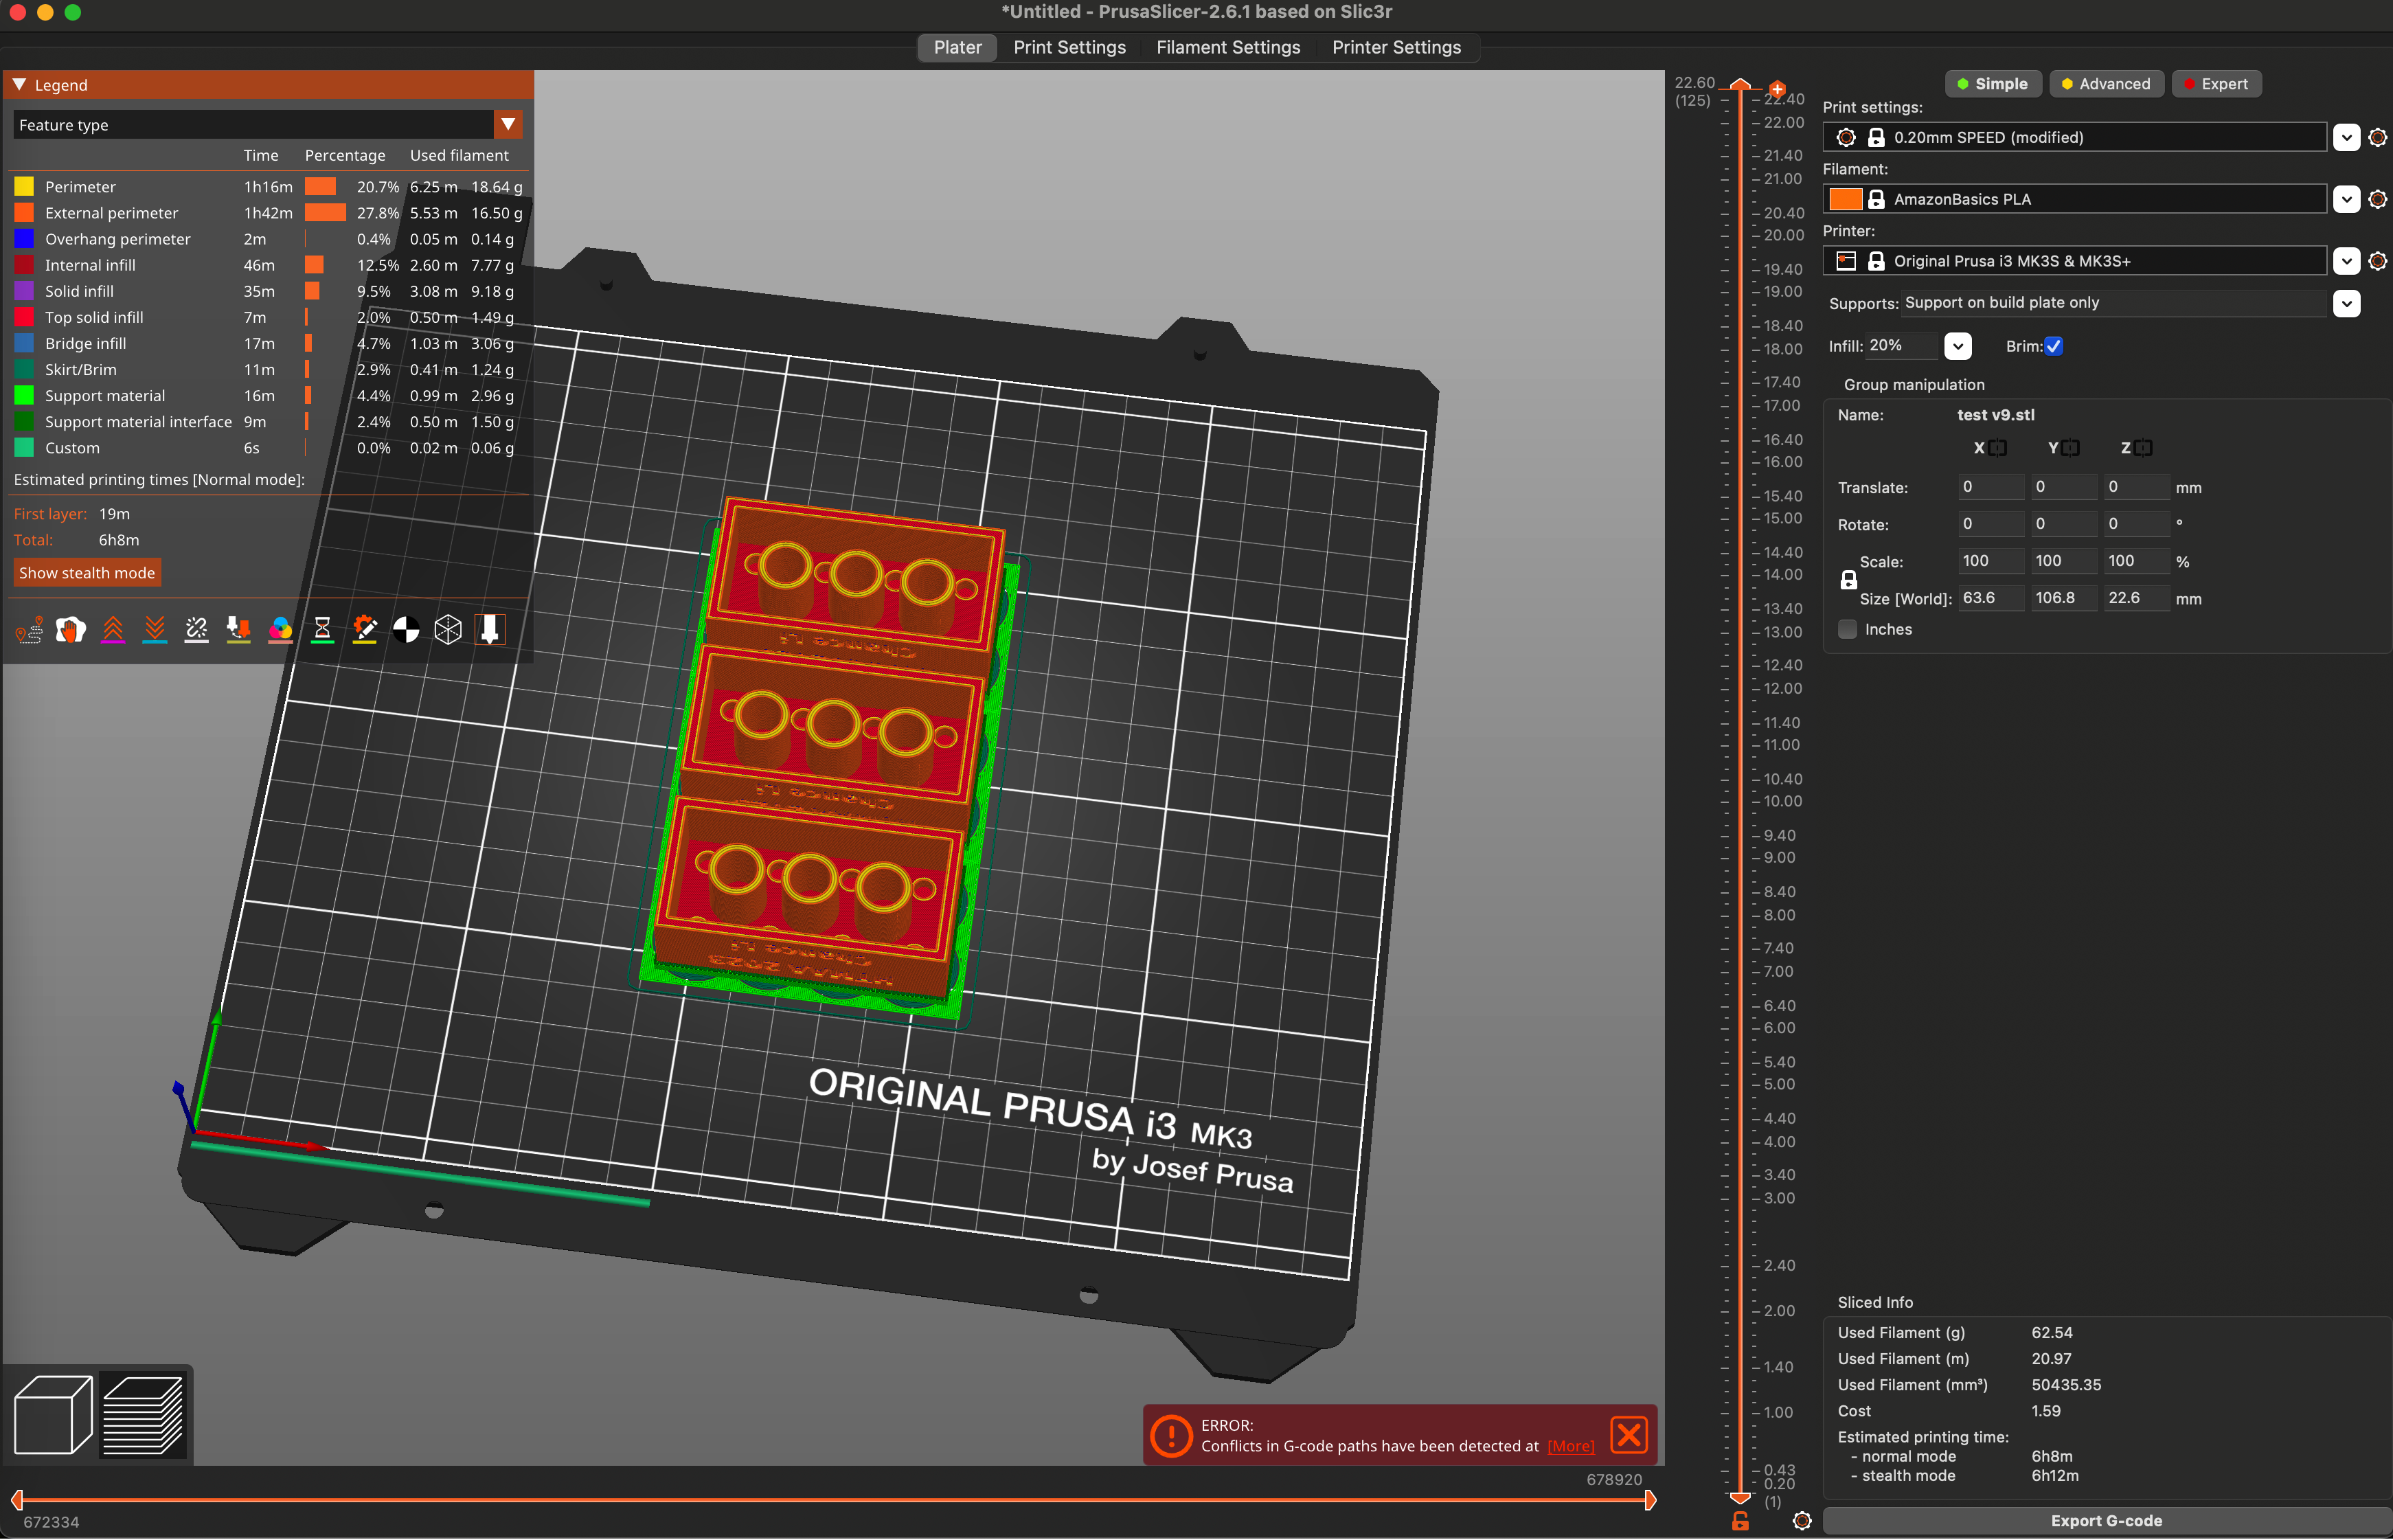 *Untitled - PrusaSlicer-2.6.1 based on Slic3r
Plater Print Settings Filament Settings Printer Settings
Legend
Feature type
Time Percentage Used filament
Perimeter 1h16m 20.7% 6.25 m 18.64 g
External perimeter 1h42m 27.8% 5.53 m 16.50 g
Overhang perimeter 2m 0.4% 0.05 m 0.14 g
Internal infill 46m 12.5% 2.60 m 7.77 g
Solid infill 35m 9.5% 3.08 m 9.18 g
Top solid infill 7m 2.0% 0.50 m 1.49 g
Bridge infill 17m 4.7% 1.03 m 3.06 g
Skirt/Brim 11m 2.9% 0.41 m 1.24 g
Support material 16m 4.4% 0.99 m 2.96 g
Support material interface 9m 2.4% 0.50 m 1.50 g
Custom 6s 0.0% 0.02 m 0.06 g
Estimated printing times [Normal mode]:
First layer: 19m
Total: 6h8m
Show stealth mode
ORIGINAL PRUSA i3 MK3
by Josef Prusa
ERROR:
Conflicts in G-code paths have been detected at [More]
678920
672334
22.60
(125)
22.40
22.00
21.40
21.00
20.40
20.00
19.40
19.00
18.40
18.00
17.40
17.00
16.40
16.00
15.40
15.00
14.40
14.00
13.40
13.00
12.40
12.00
11.40
11.00
10.40
10.00
9.40
9.00
8.40
8.00
7.40
7.00
6.40
6.00
5.40
5.00
4.40
4.00
3.40
3.00
2.40
2.00
1.40
1.00
0.43
0.20
(1)
Simple Advanced Expert
Print settings:
0.20mm SPEED (modified)
Filament:
AmazonBasics PLA
Printer:
Original Prusa i3 MK3S & MK3S+
Supports: Support on build plate only
Infill: 20% Brim:
Group manipulation
Name: test v9.stl
X Y Z
Translate: 0 0 0 mm
Rotate: 0 0 0 °
Scale: 100 100 100 %
Size [World]: 63.6 106.8 22.6 mm
Inches
Sliced Info
Used Filament (g) 62.54
Used Filament (m) 20.97
Used Filament (mm³) 50435.35
Cost 1.59
Estimated printing time:
- normal mode 6h8m
- stealth mode 6h12m
Export G-code